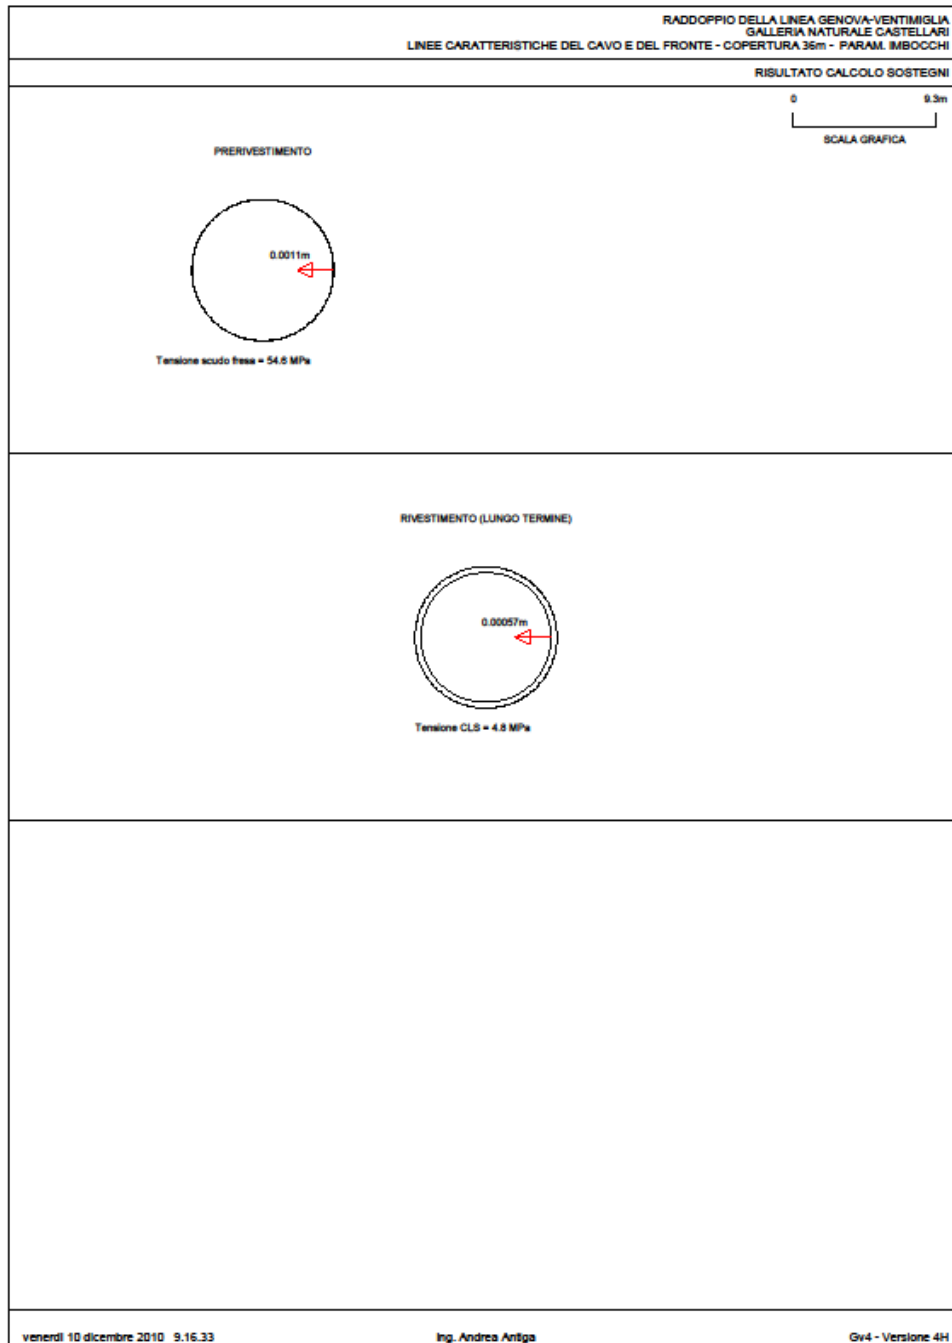 RADDOPPIO DELLA LINEA GENOVA-VENTIMIGLIA
GALLERIA NATURALE CASTELLARI
LINEE CARATTERISTICHE DEL CAVO E DEL FRONTE - COPERTURA 36m - PARAM. IMBOCCHI
RISULTATO CALCOLO SOSTEGNI
0 9.3m
SCALA GRAFICA
PRERIVESTIMENTO
0.0011m
Tensione scudo fresa = 54.6 MPa
RIVESTIMENTO (LUNGO TERMINE)
0.00057m
Tensione CLS = 4.8 MPa
venerdì 10 dicembre 2010 9.16.33 Ing. Andrea Antiga Gv4 - Versione 4H